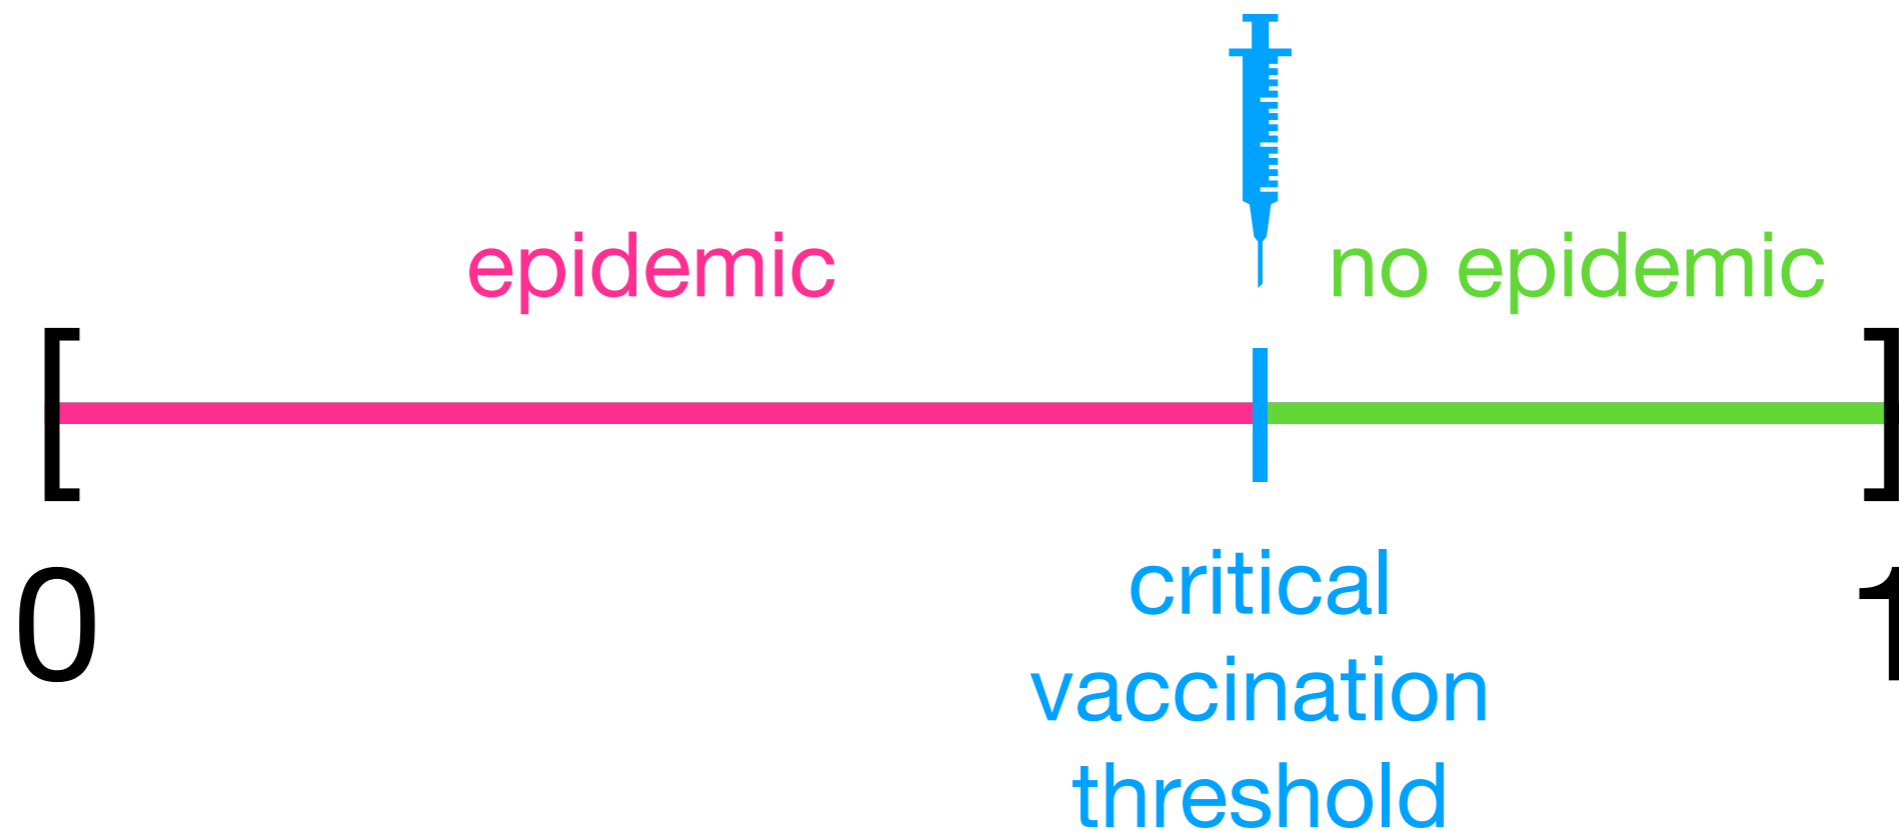 epidemic
no epidemic
[
]
0
1
critical
vaccination
threshold